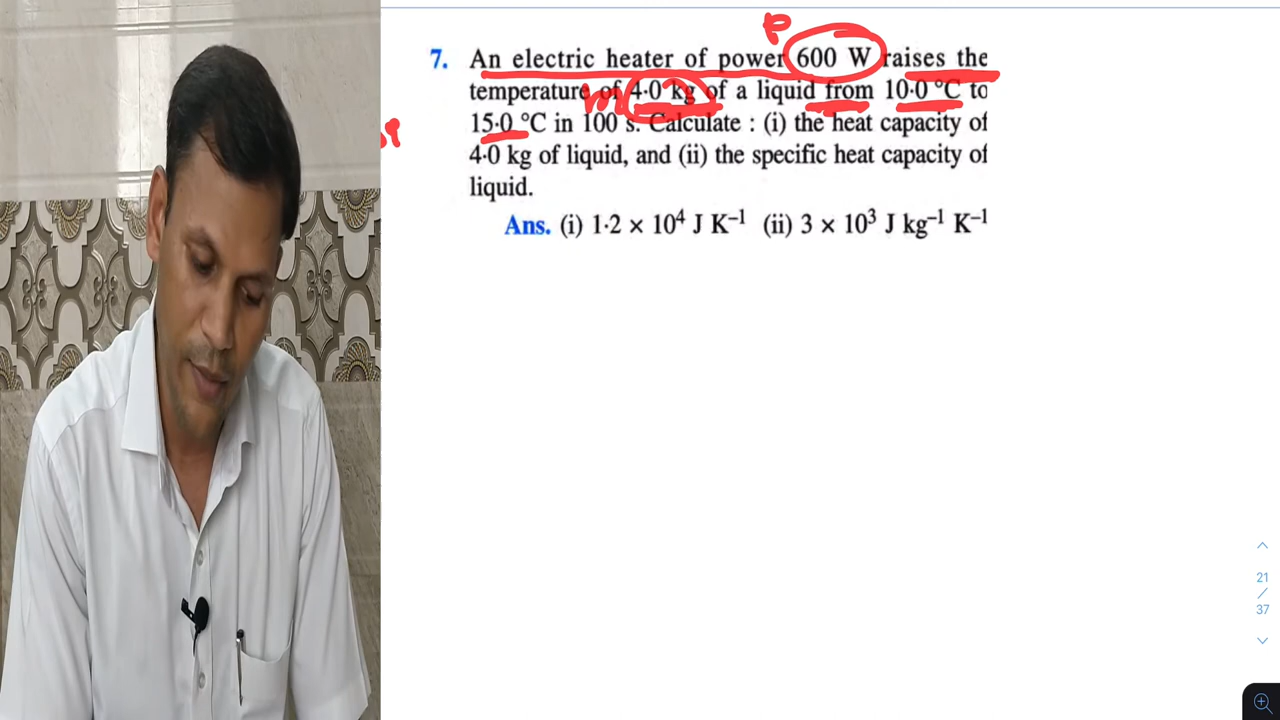 P
7. An electric heater of power 600 W raises the
temperature of 4·0 kg of a liquid from 10·0 °C to
m
15·0 °C in 100 s. Calculate : (i) the heat capacity of
4·0 kg of liquid, and (ii) the specific heat capacity of
liquid.
Ans. (i) 1·2 × 10⁴ J K⁻¹ (ii) 3 × 10³ J kg⁻¹ K⁻¹
21
/
37